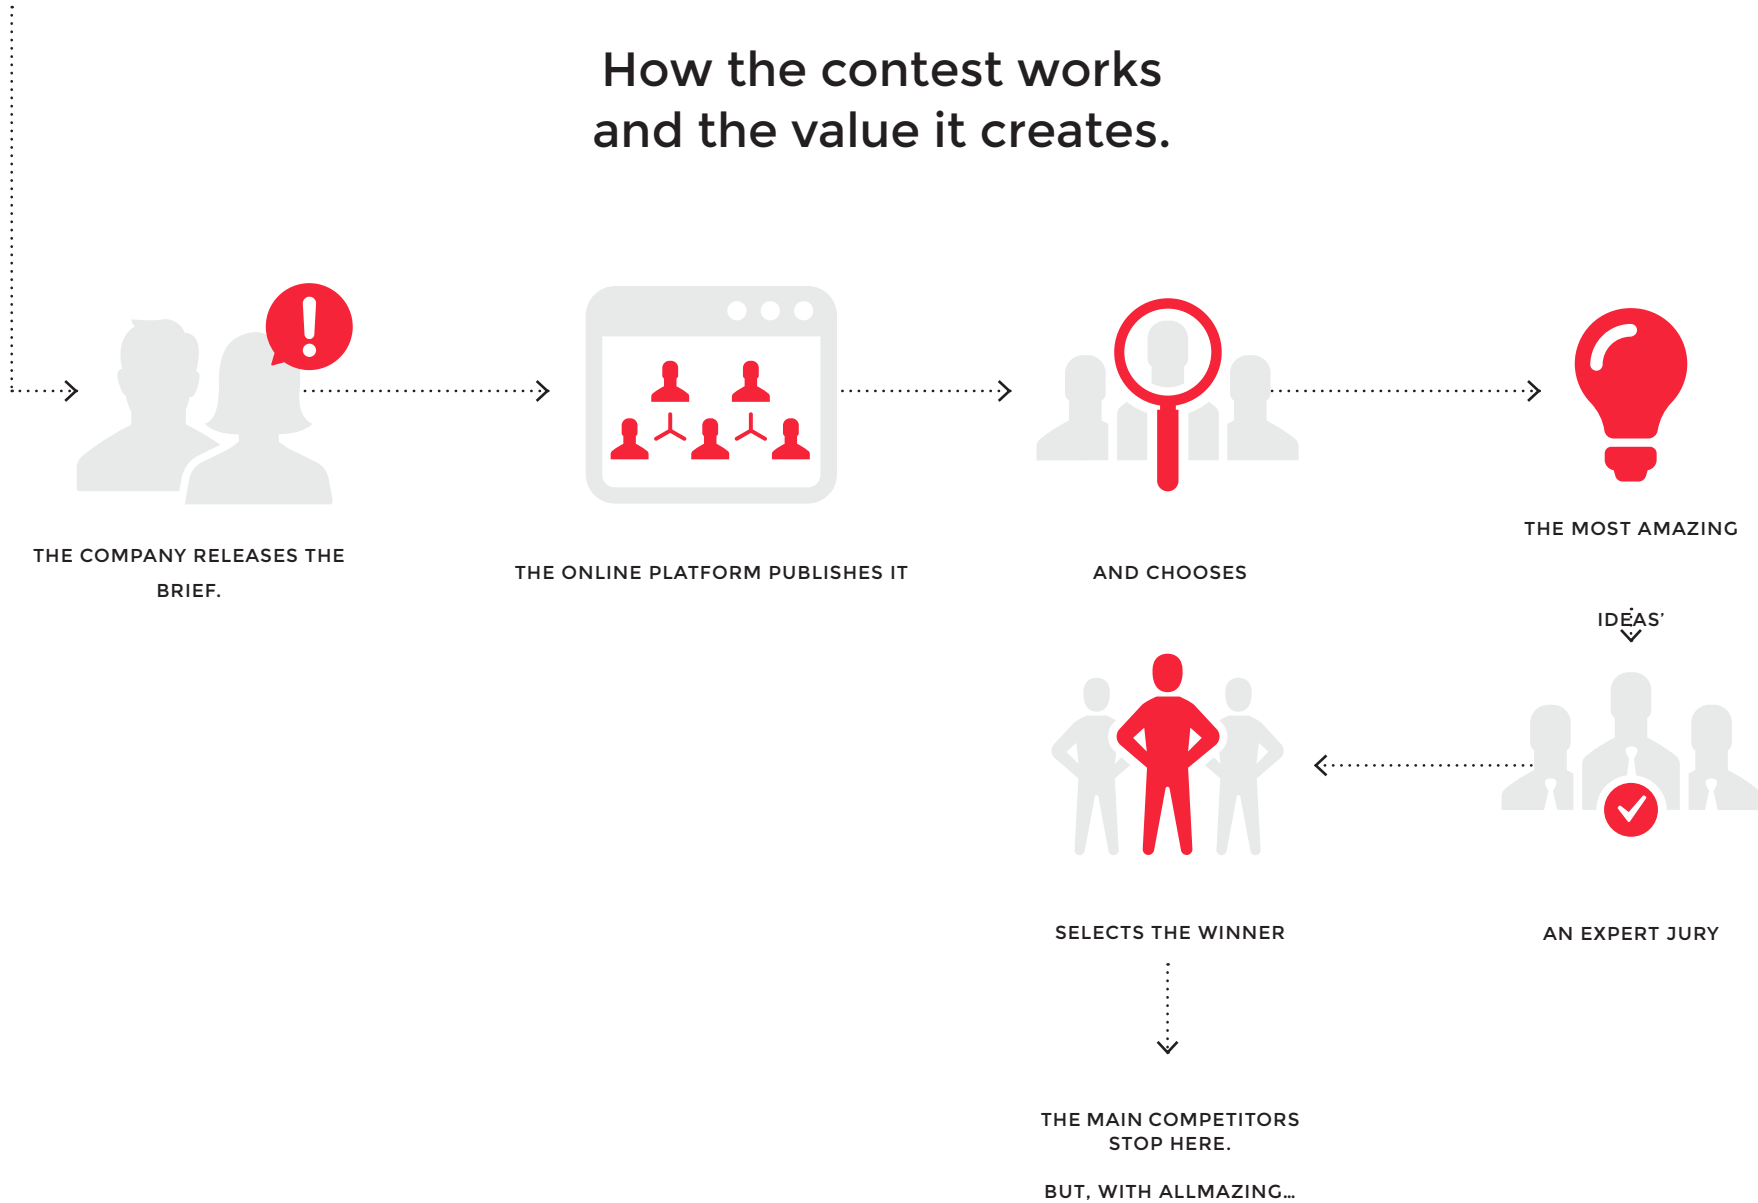 How the contest works
and the value it creates.
THE COMPANY RELEASES THE
BRIEF.
THE ONLINE PLATFORM PUBLISHES IT
AND CHOOSES
THE MOST AMAZING
IDEAS’
AN EXPERT JURY
SELECTS THE WINNER
THE MAIN COMPETITORS
STOP HERE.
BUT, WITH ALLMAZING…